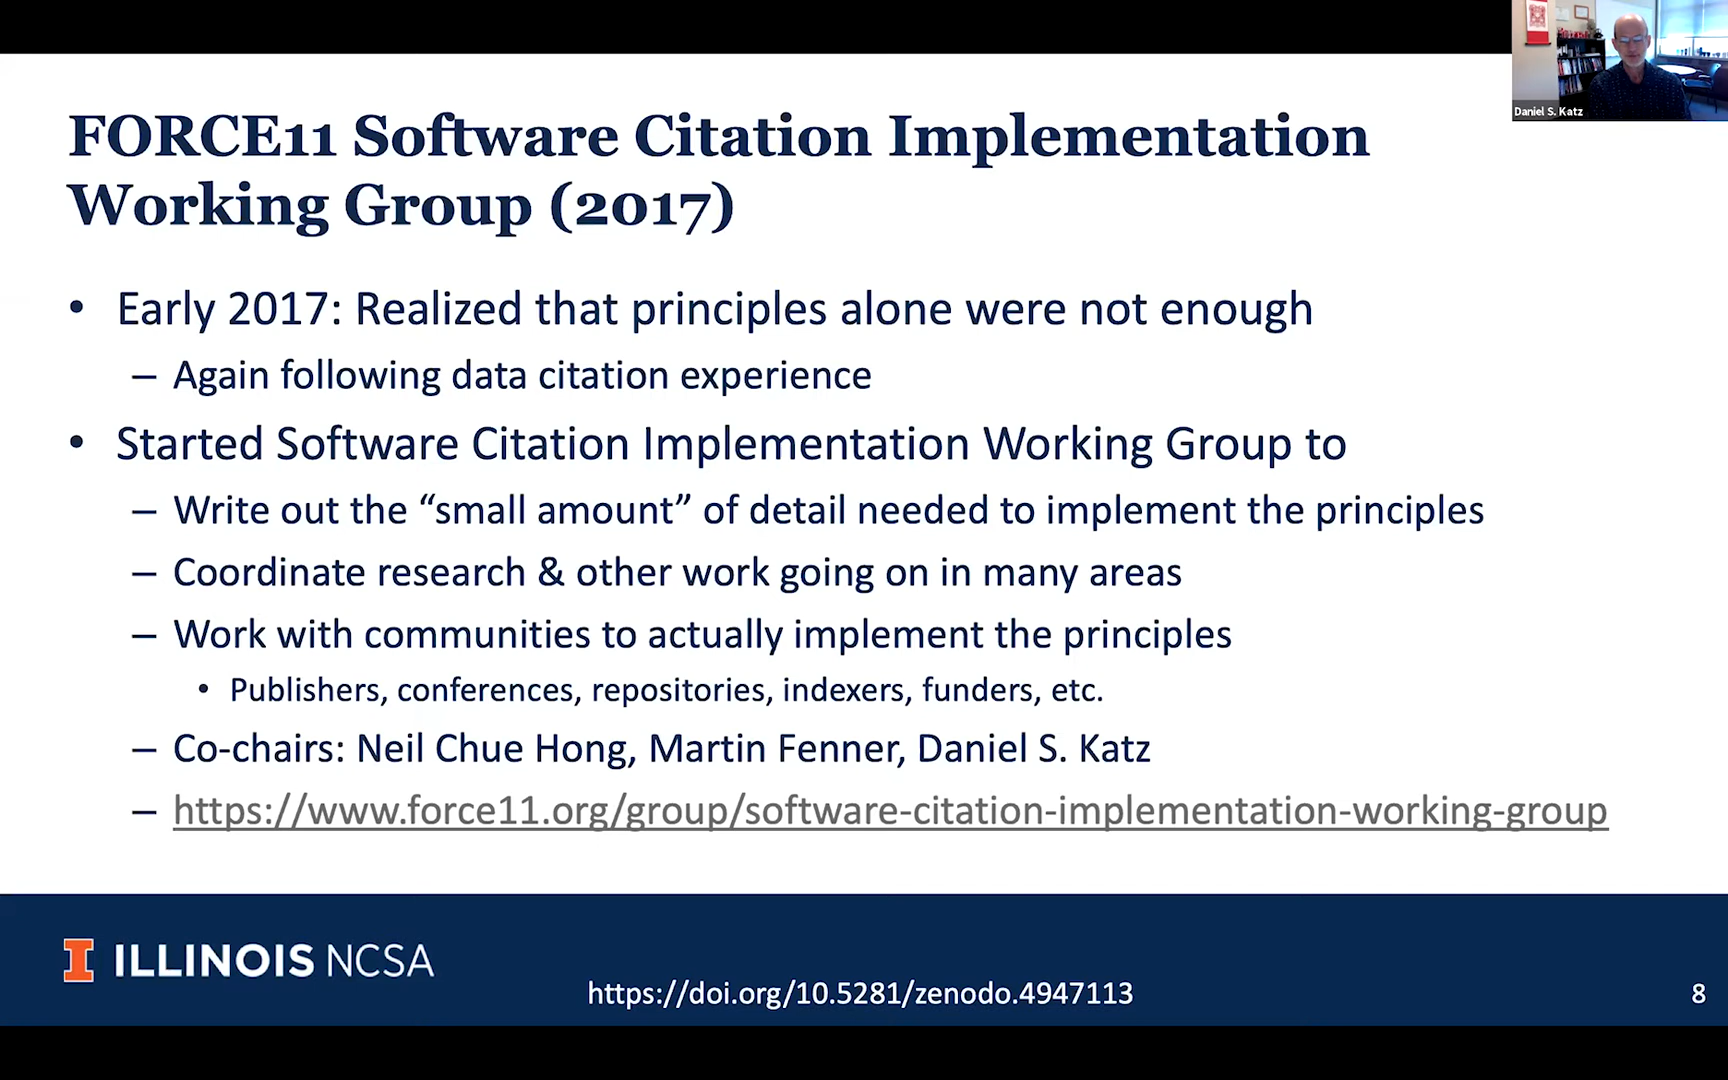 Daniel S. Katz
FORCE11 Software Citation Implementation
Working Group (2017)
• Early 2017: Realized that principles alone were not enough
– Again following data citation experience
• Started Software Citation Implementation Working Group to
– Write out the “small amount” of detail needed to implement the principles
– Coordinate research & other work going on in many areas
– Work with communities to actually implement the principles
• Publishers, conferences, repositories, indexers, funders, etc.
– Co-chairs: Neil Chue Hong, Martin Fenner, Daniel S. Katz
– https://www.force11.org/group/software-citation-implementation-working-group
I ILLINOIS NCSA
https://doi.org/10.5281/zenodo.4947113
8